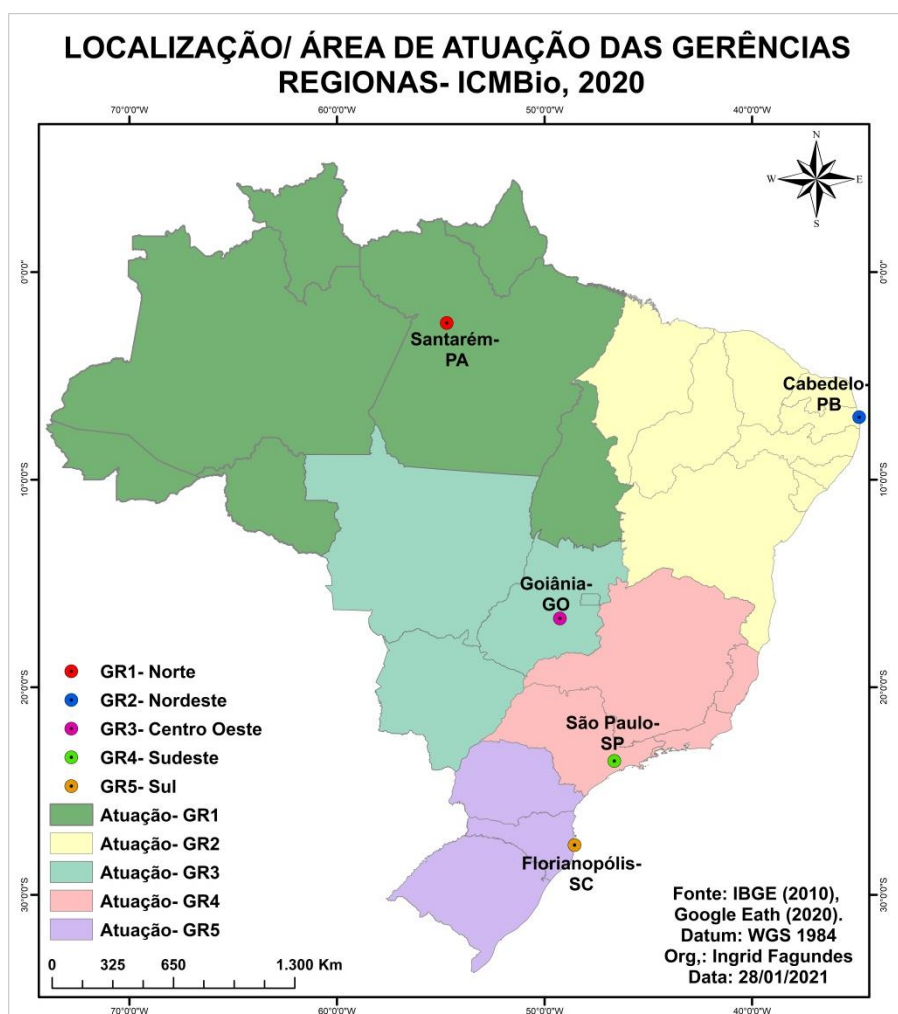 LOCALIZAÇÃO/ ÁREA DE ATUAÇÃO DAS GERÊNCIAS
REGIONAS- ICMBio, 2020
70°0'0"W
60°0'0"W
50°0'0"W
40°0'0"W
N
W
E
S
0°0'0"
0°0'0"
Santarém-
PA
Cabedelo-
PB
10°0'0"S
10°0'0"S
Goiânia-
GO
GR1- Norte
GR2- Nordeste
GR3- Centro Oeste
GR4- Sudeste
GR5- Sul
20°0'0"S
20°0'0"S
São Paulo-
SP
Atuação- GR1
Atuação- GR2
Atuação- GR3
Atuação- GR4
Atuação- GR5
Florianopólis-
SC
30°0'0"S
30°0'0"S
Fonte: IBGE (2010),
Google Eath (2020).
Datum: WGS 1984
Org,: Ingrid Fagundes
Data: 28/01/2021
0 325 650 1.300 Km
70°0'0"W
60°0'0"W
50°0'0"W
40°0'0"W